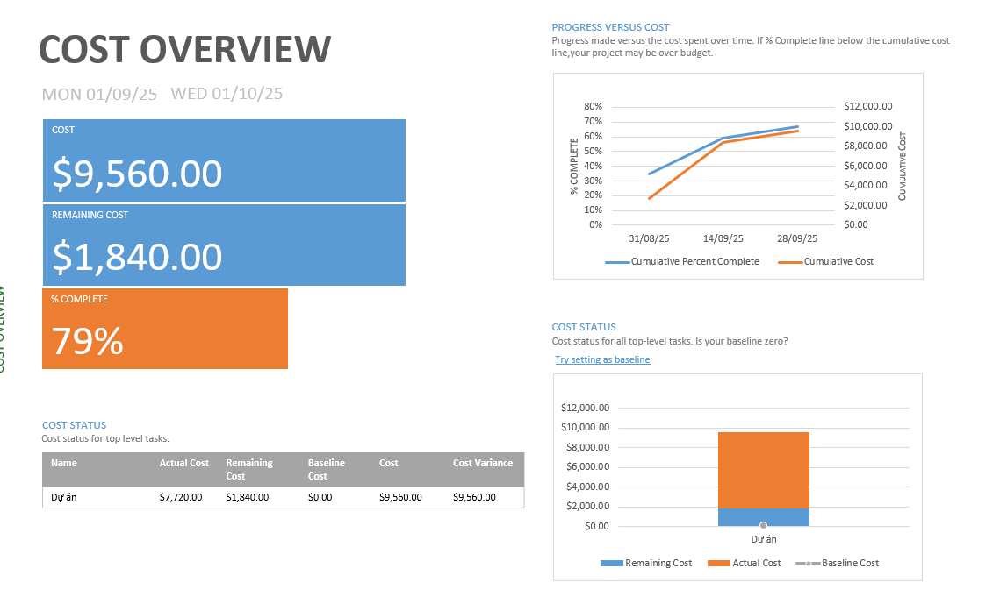 COST OVERVIEW
MON 01/09/25 WED 01/10/25
COST
$9,560.00
REMAINING COST
$1,840.00
% COMPLETE
79%
COST STATUS
Cost status for top level tasks.
Name Actual Cost Remaining Cost Baseline Cost Cost Cost Variance
Dự án $7,720.00 $1,840.00 $0.00 $9,560.00 $9,560.00
PROGRESS VERSUS COST
Progress made versus the cost spent over time. If % Complete line below the cumulative cost
line,your project may be over budget.
% COMPLETE
80%
70%
60%
50%
40%
30%
20%
10%
0%
$12,000.00
$10,000.00
$8,000.00
$6,000.00
$4,000.00
$2,000.00
$0.00
CUMULATIVE COST
31/08/25 14/09/25 28/09/25
Cumulative Percent Complete Cumulative Cost
COST STATUS
Cost status for all top-level tasks. Is your baseline zero?
Try setting as baseline
$12,000.00
$10,000.00
$8,000.00
$6,000.00
$4,000.00
$2,000.00
$0.00
Dự án
Remaining Cost Actual Cost Baseline Cost